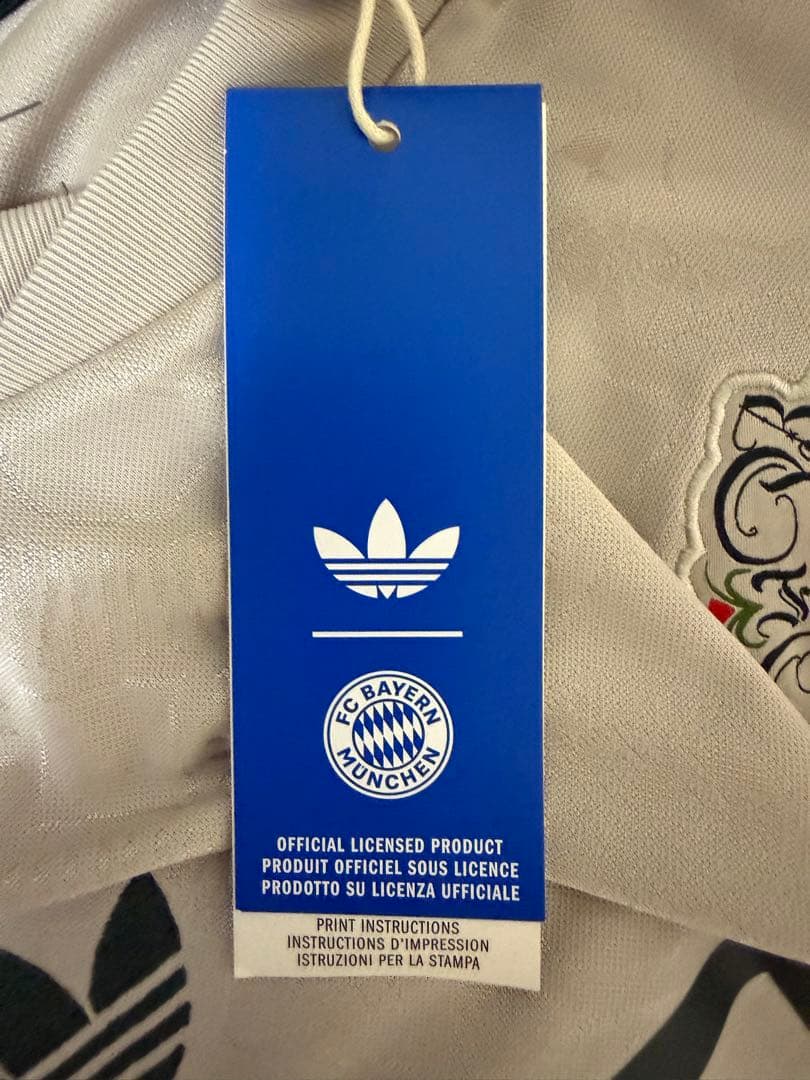 FC BAYERN
MÜNCHEN
OFFICIAL LICENSED PRODUCT
PRODUIT OFFICIEL SOUS LICENCE
PRODOTTO SU LICENZA UFFICIALE
PRINT INSTRUCTIONS
INSTRUCTIONS D'IMPRESSION
ISTRUZIONI PER LA STAMPA